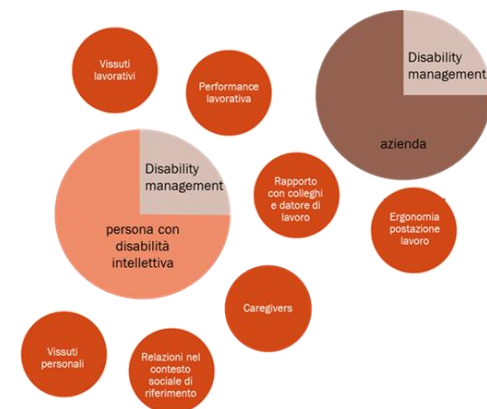 Vissuti
lavorativi
Performance
lavorativa
Disability
management
azienda
Disability
management
persona con
disabilità
intellettiva
Rapporto
con colleghi
e datore di
lavoro
Ergonomia
postazione
lavoro
Caregivers
Vissuti
personali
Relazioni nel
contesto
sociale di
riferimento